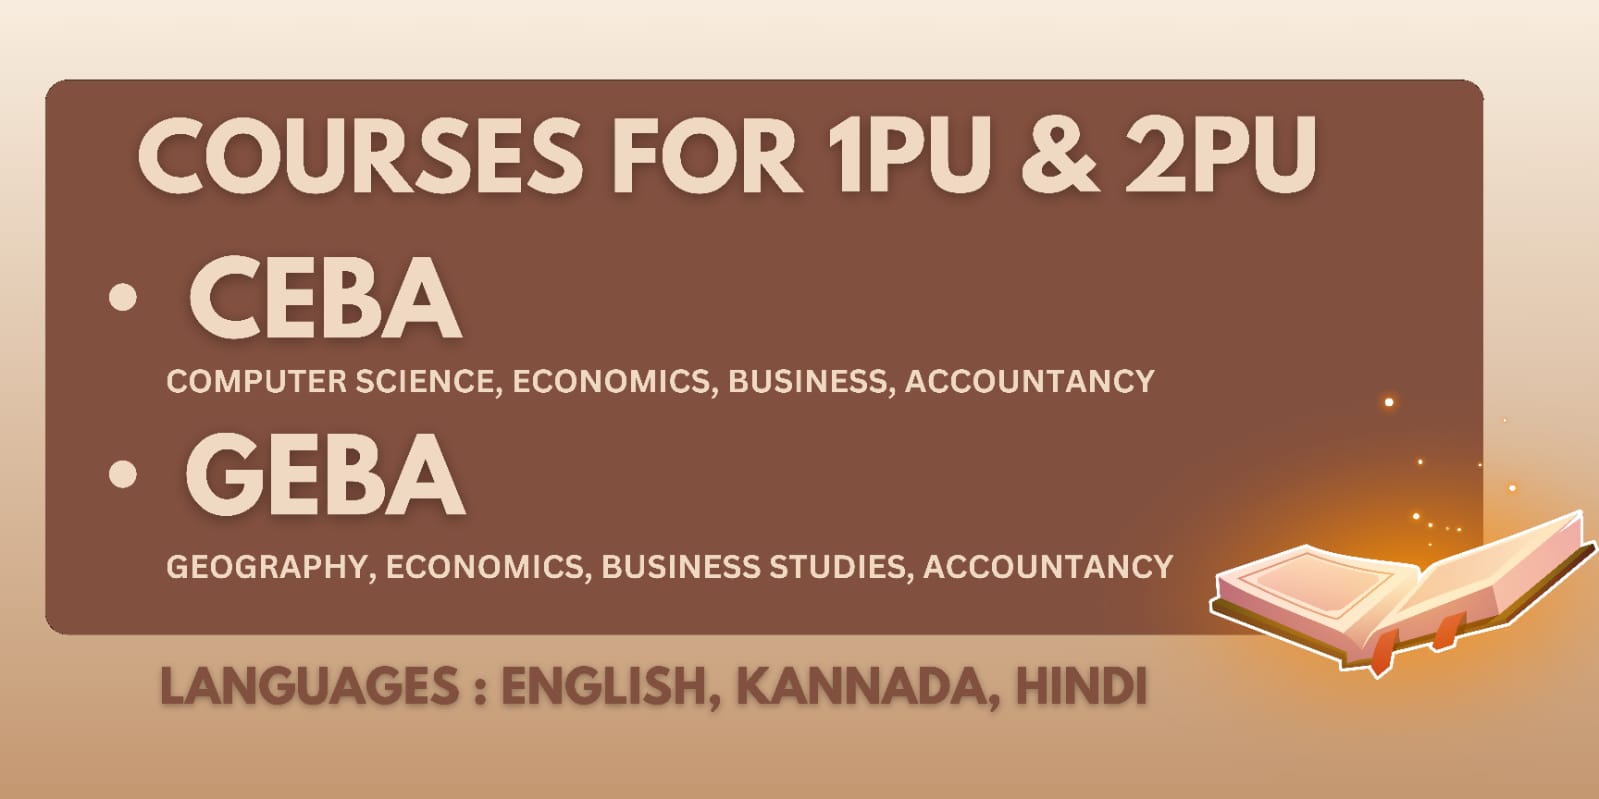 COURSES FOR 1PU & 2PU
• CEBA
COMPUTER SCIENCE, ECONOMICS, BUSINESS, ACCOUNTANCY
• GEBA
GEOGRAPHY, ECONOMICS, BUSINESS STUDIES, ACCOUNTANCY
LANGUAGES : ENGLISH, KANNADA, HINDI